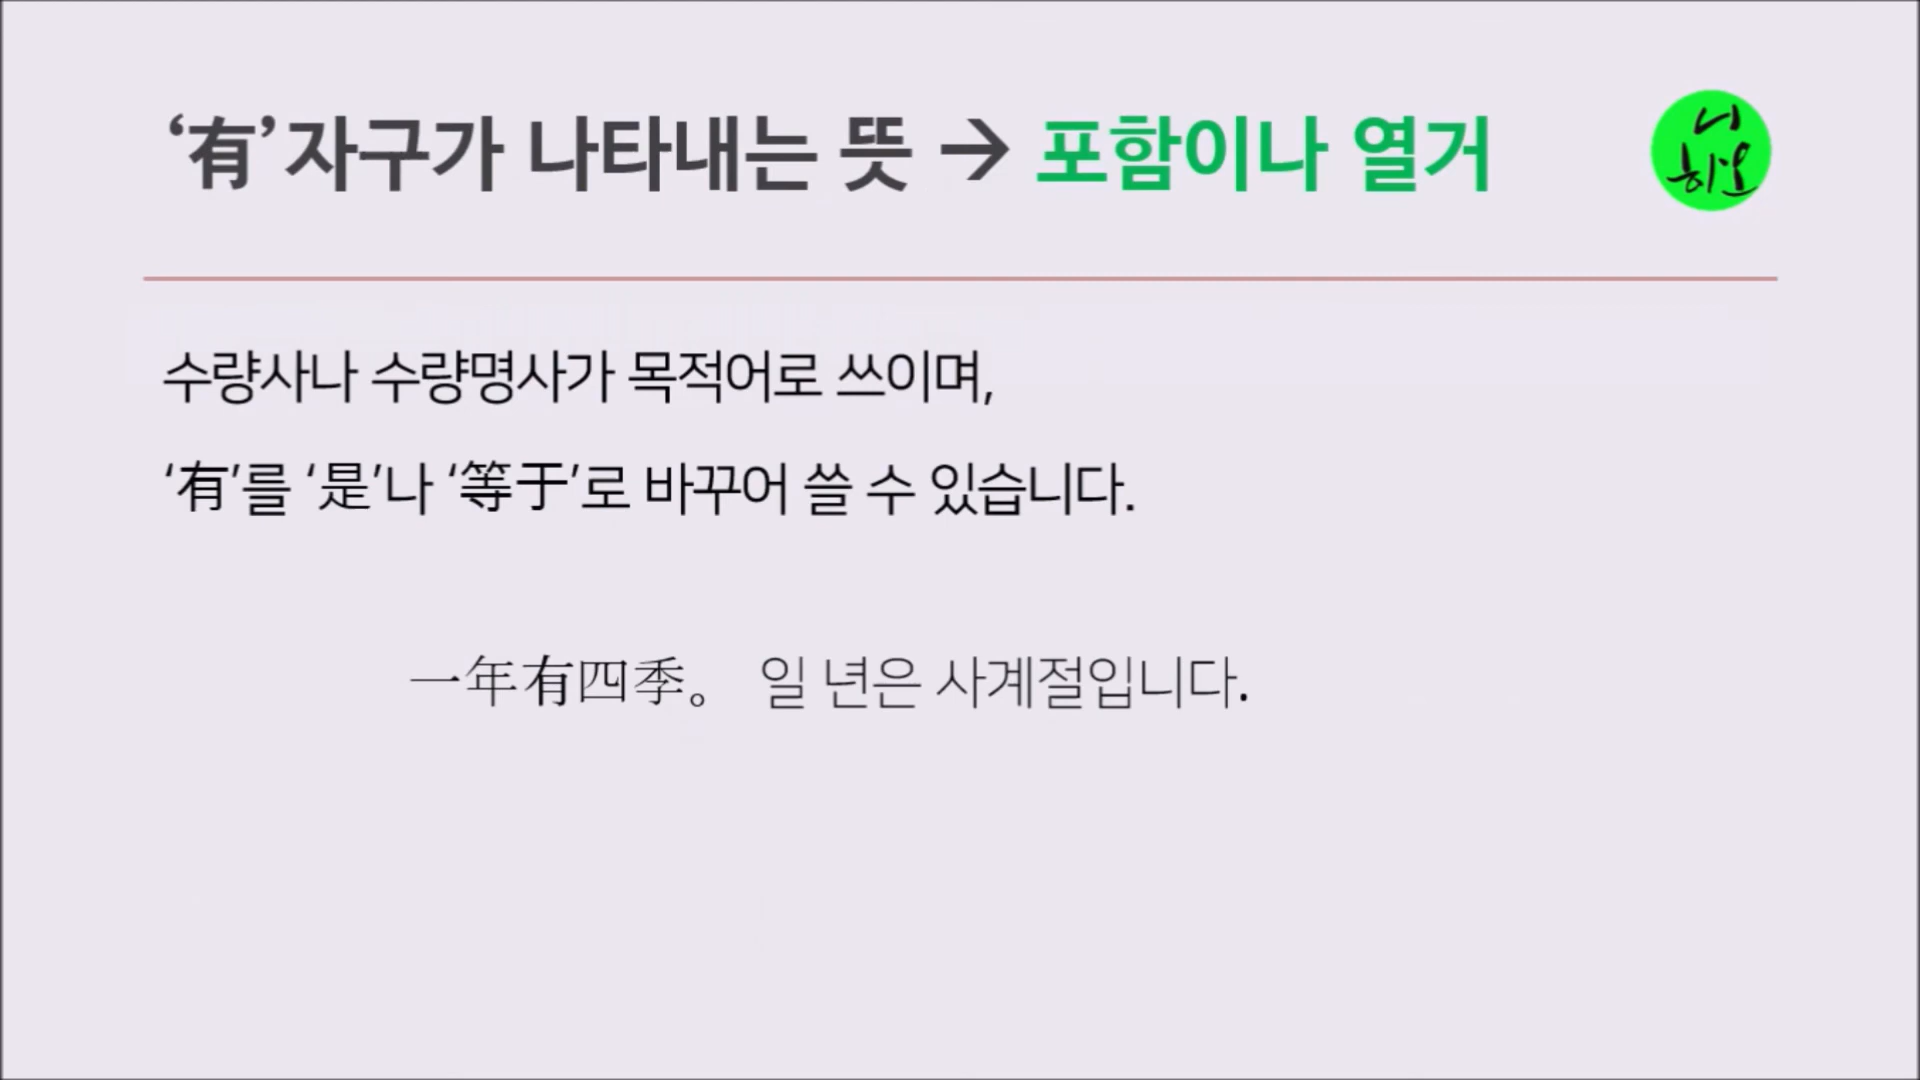 ‘有’자구가 나타내는 뜻 → 포함이나 열거
니
하오
수량사나 수량명사가 목적어로 쓰이며,
‘有’를 ‘是’나 ‘等于’로 바꾸어 쓸 수 있습니다.
一年有四季。 일 년은 사계절입니다.